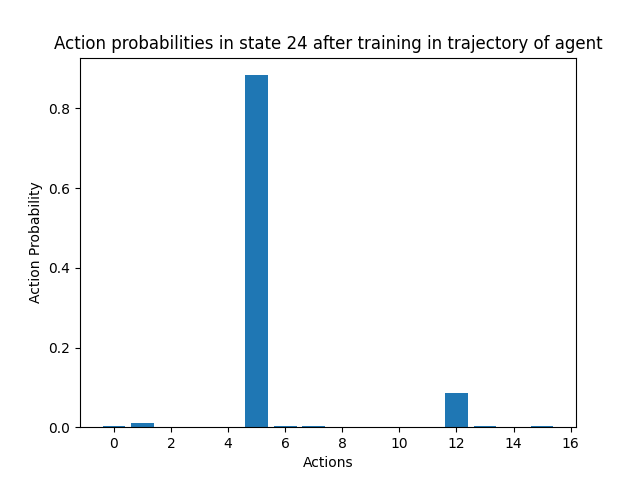 Action probabilities in state 24 after training in trajectory of agent
Action Probability
0.8
0.6
0.4
0.2
0.0
0 2 4 6 8 10 12 14 16
Actions